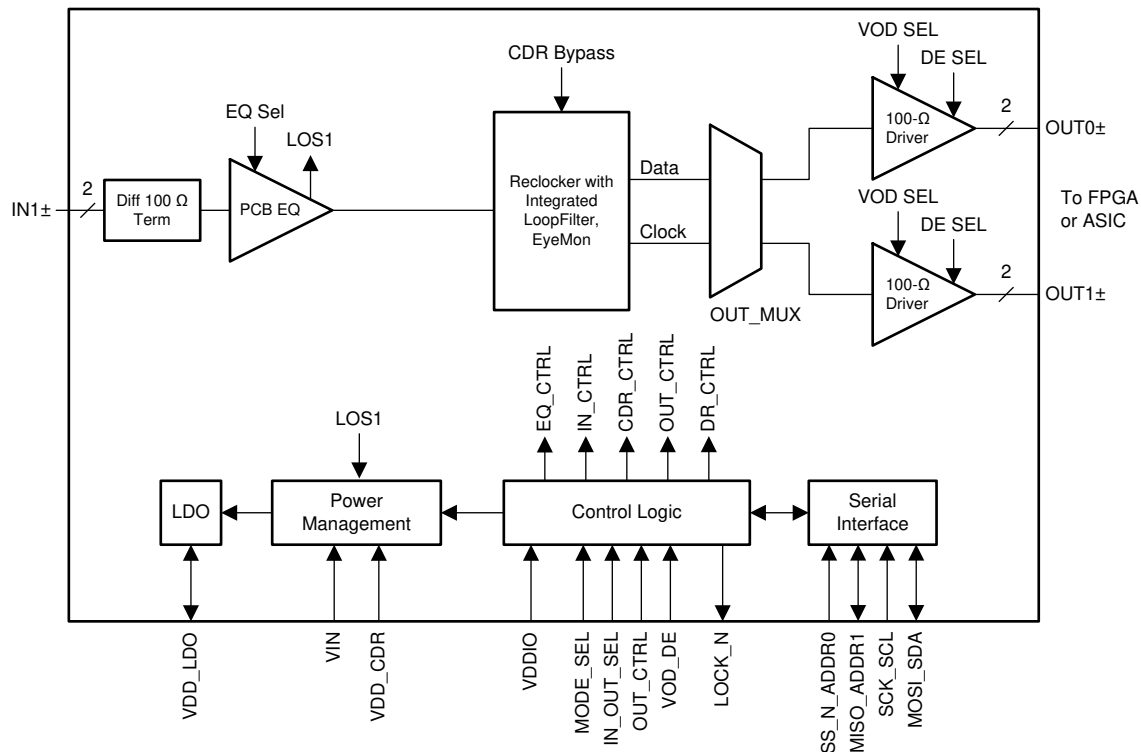 VOD SEL
DE SEL
CDR Bypass
2
EQ Sel
100-Ω
Driver
OUT0±
LOS1
Data
2
Reclocker with
Integrated
LoopFilter,
EyeMon
VOD SEL
To FPGA
or ASIC
IN1±
Diff 100 Ω
Term
PCB EQ
DE SEL
Clock
2
100-Ω
Driver
OUT1±
OUT_MUX
EQ_CTRL
IN_CTRL
CDR_CTRL
OUT_CTRL
DR_CTRL
LOS1
LDO
Power
Management
Control Logic
Serial
Interface
VDD_LDO
VIN
VDD_CDR
VDDIO
MODE_SEL
IN_OUT_SEL
OUT_CTRL
VOD_DE
LOCK_N
SS_N_ADDR0
MISO_ADDR1
SCK_SCL
MOSI_SDA